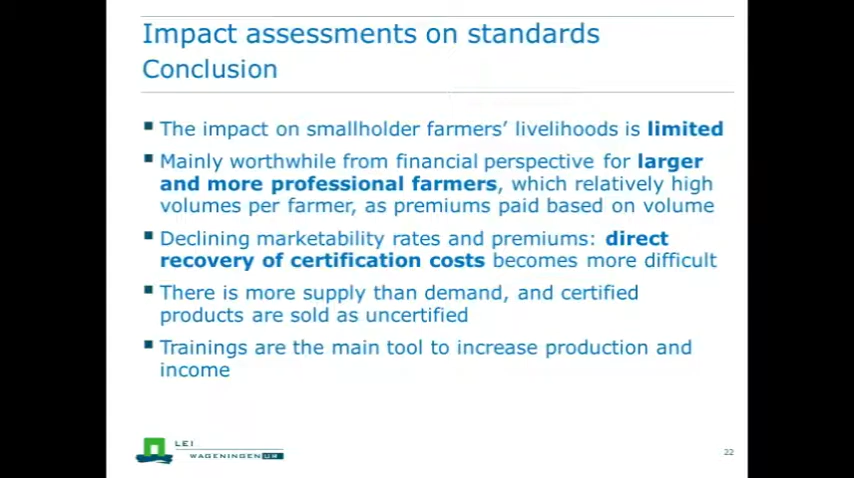 Impact assessments on standards
Conclusion
The impact on smallholder farmers’ livelihoods is limited
Mainly worthwhile from financial perspective for larger
and more professional farmers, which relatively high
volumes per farmer, as premiums paid based on volume
Declining marketability rates and premiums: direct
recovery of certification costs becomes more difficult
There is more supply than demand, and certified
products are sold as uncertified
Trainings are the main tool to increase production and
income
LEI
WAGENINGEN UR
22